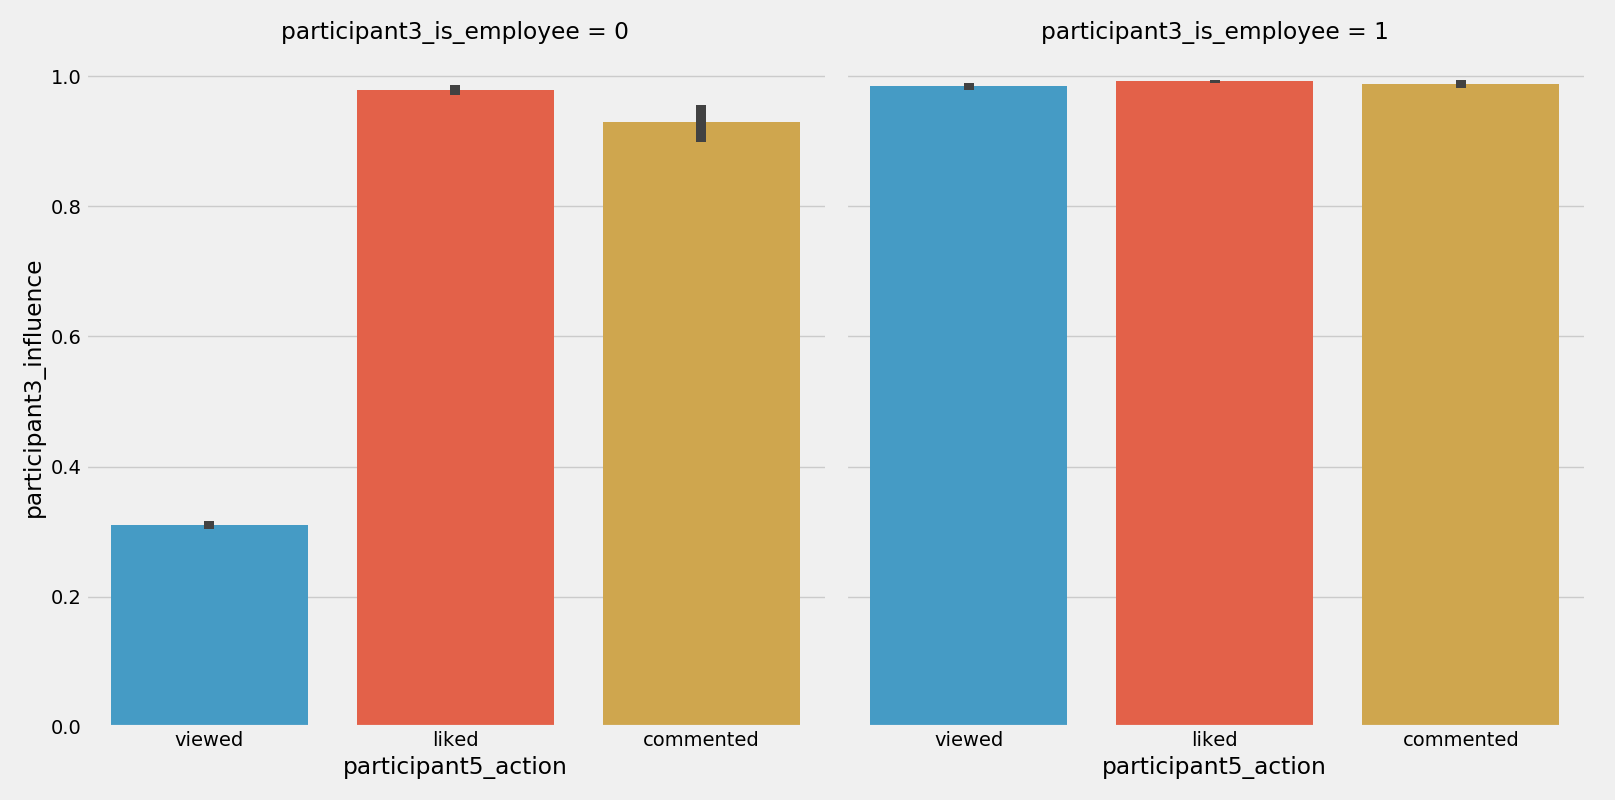 participant3_is_employee = 0
participant3_is_employee = 1
participant3_influence
1.0
0.8
0.6
0.4
0.2
0.0
viewed
liked
commented
viewed
liked
commented
participant5_action
participant5_action